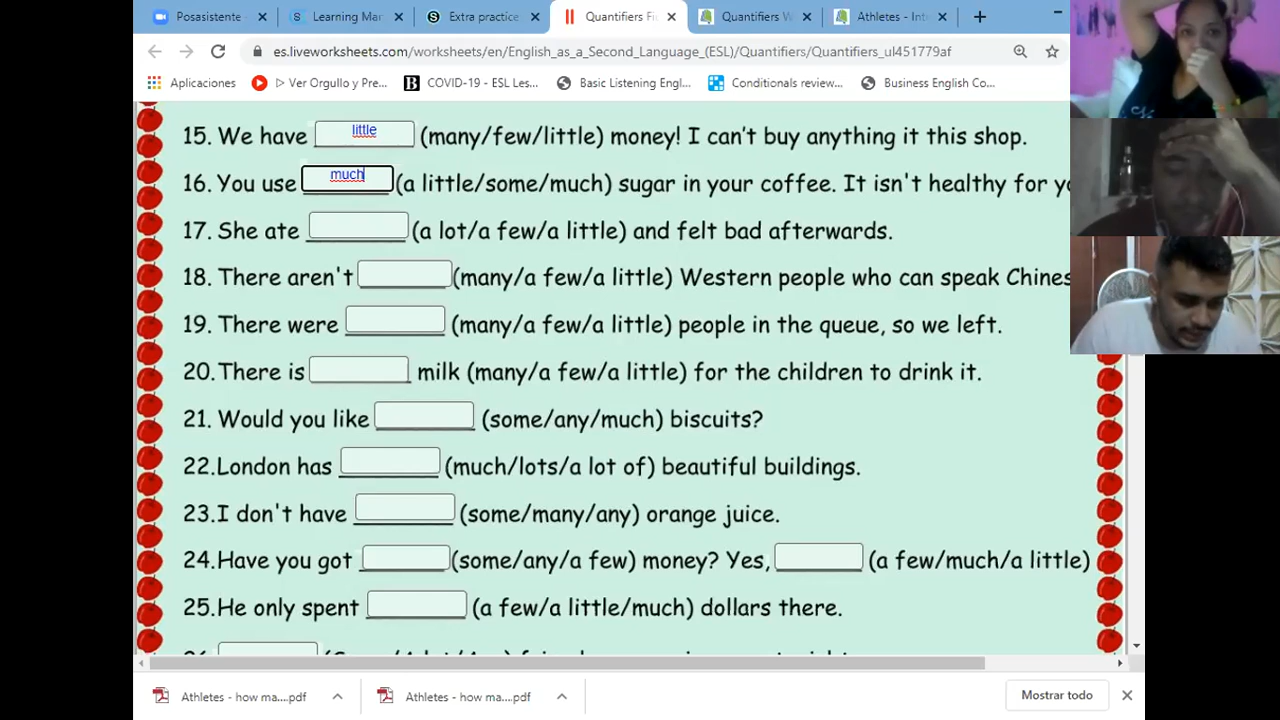 Posasistente
Learning Mar
Extra practice
Quantifiers Fi
Quantifiers W
Athletes - Int
es.liveworksheets.com/worksheets/en/English_as_a_Second_Language_(ESL)/Quantifiers/Quantifiers_ul451779af
Aplicaciones
▷ Ver Orgullo y Pre...
COVID-19 - ESL Les...
Basic Listening Engl...
Conditionals review...
Business English Co...
15. We have little (many/few/little) money! I can't buy anything it this shop.
16. You use much (a little/some/much) sugar in your coffee. It isn't healthy for yo
17. She ate (a lot/a few/a little) and felt bad afterwards.
18. There aren't (many/a few/a little) Western people who can speak Chines
19. There were (many/a few/a little) people in the queue, so we left.
20. There is milk (many/a few/a little) for the children to drink it.
21. Would you like (some/any/much) biscuits?
22.London has (much/lots/a lot of) beautiful buildings.
23.I don't have (some/many/any) orange juice.
24.Have you got (some/any/a few) money? Yes, (a few/much/a little)
25.He only spent (a few/a little/much) dollars there.
Athletes - how ma....pdf
Athletes - how ma....pdf
Mostrar todo